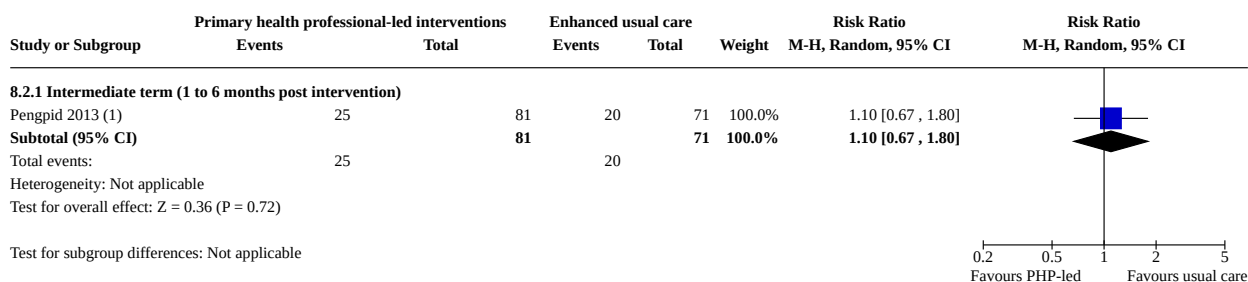 Primary health professional-led interventions Enhanced usual care Risk Ratio Risk Ratio
Study or Subgroup Events Total Events Total Weight M-H, Random, 95% CI M-H, Random, 95% CI
8.2.1 Intermediate term (1 to 6 months post intervention)
Pengpid 2013 (1) 25 81 20 71 100.0% 1.10 [0.67 , 1.80]
Subtotal (95% CI) 81 71 100.0% 1.10 [0.67 , 1.80]
Total events: 25 20
Heterogeneity: Not applicable
Test for overall effect: Z = 0.36 (P = 0.72)
Test for subgroup differences: Not applicable
0.2 0.5 1 2 5
Favours PHP-led Favours usual care